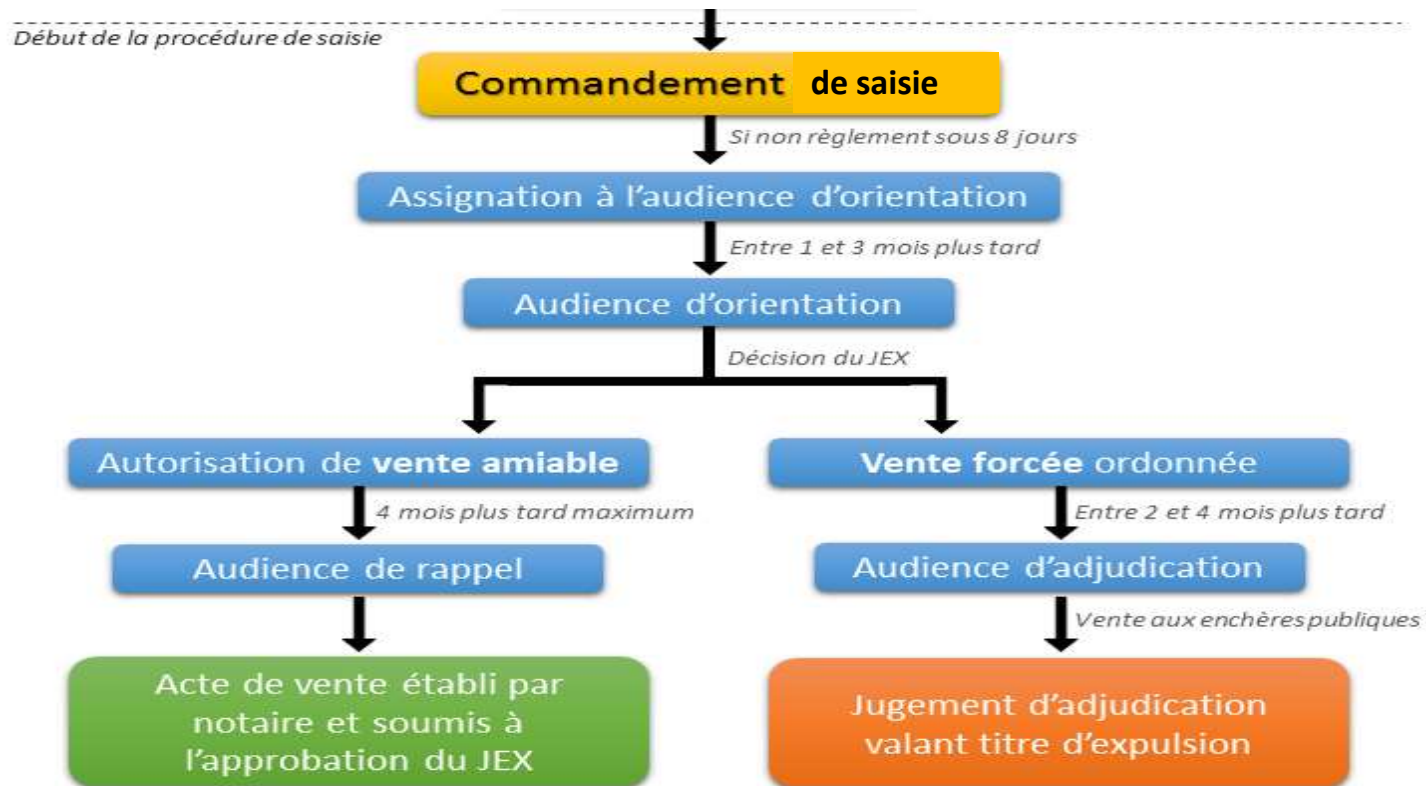 Début de la procédure de saisie
Commandement de saisie
Si non règlement sous 8 jours
Assignation à l'audience d'orientation
Entre 1 et 3 mois plus tard
Audience d'orientation
Décision du JEX
Autorisation de vente amiable
Vente forcée ordonnée
4 mois plus tard maximum
Entre 2 et 4 mois plus tard
Audience de rappel
Audience d'adjudication
Vente aux enchères publiques
Acte de vente établi par
notaire et soumis à
l'approbation du JEX
Jugement d'adjudication
valant titre d'expulsion